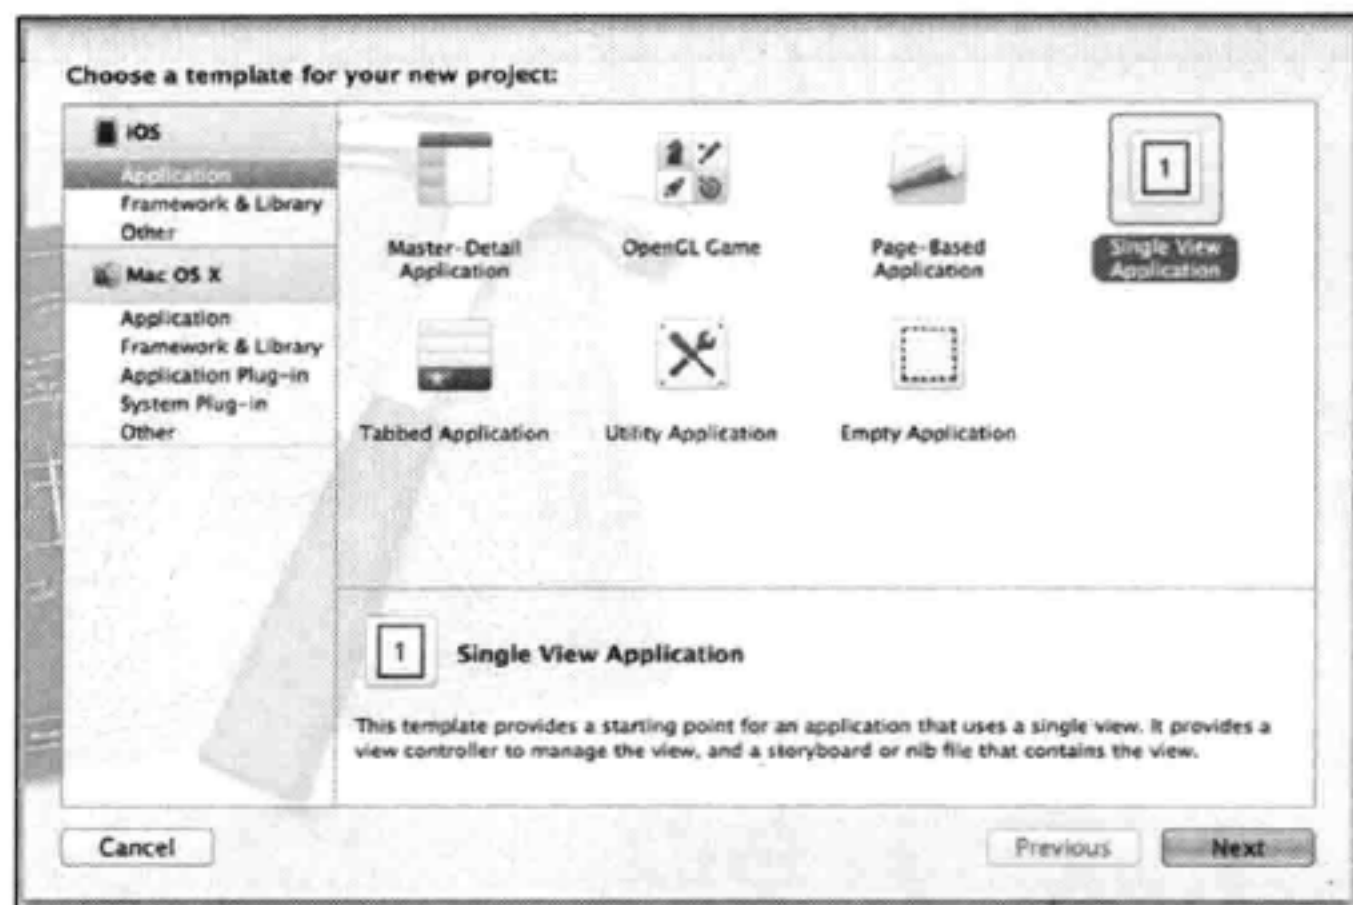 Choose a template for your new project:
iOS
Application
Framework & Library
Other
Mac OS X
Application
Framework & Library
Application Plug-in
System Plug-in
Other
Master-Detail
Application
OpenGL Game
Page-Based
Application
1
Single View
Application
Tabbed Application
Utility Application
Empty Application
1
Single View Application
This template provides a starting point for an application that uses a single view. It provides a
view controller to manage the view, and a storyboard or nib file that contains the view.
Cancel
Previous
Next